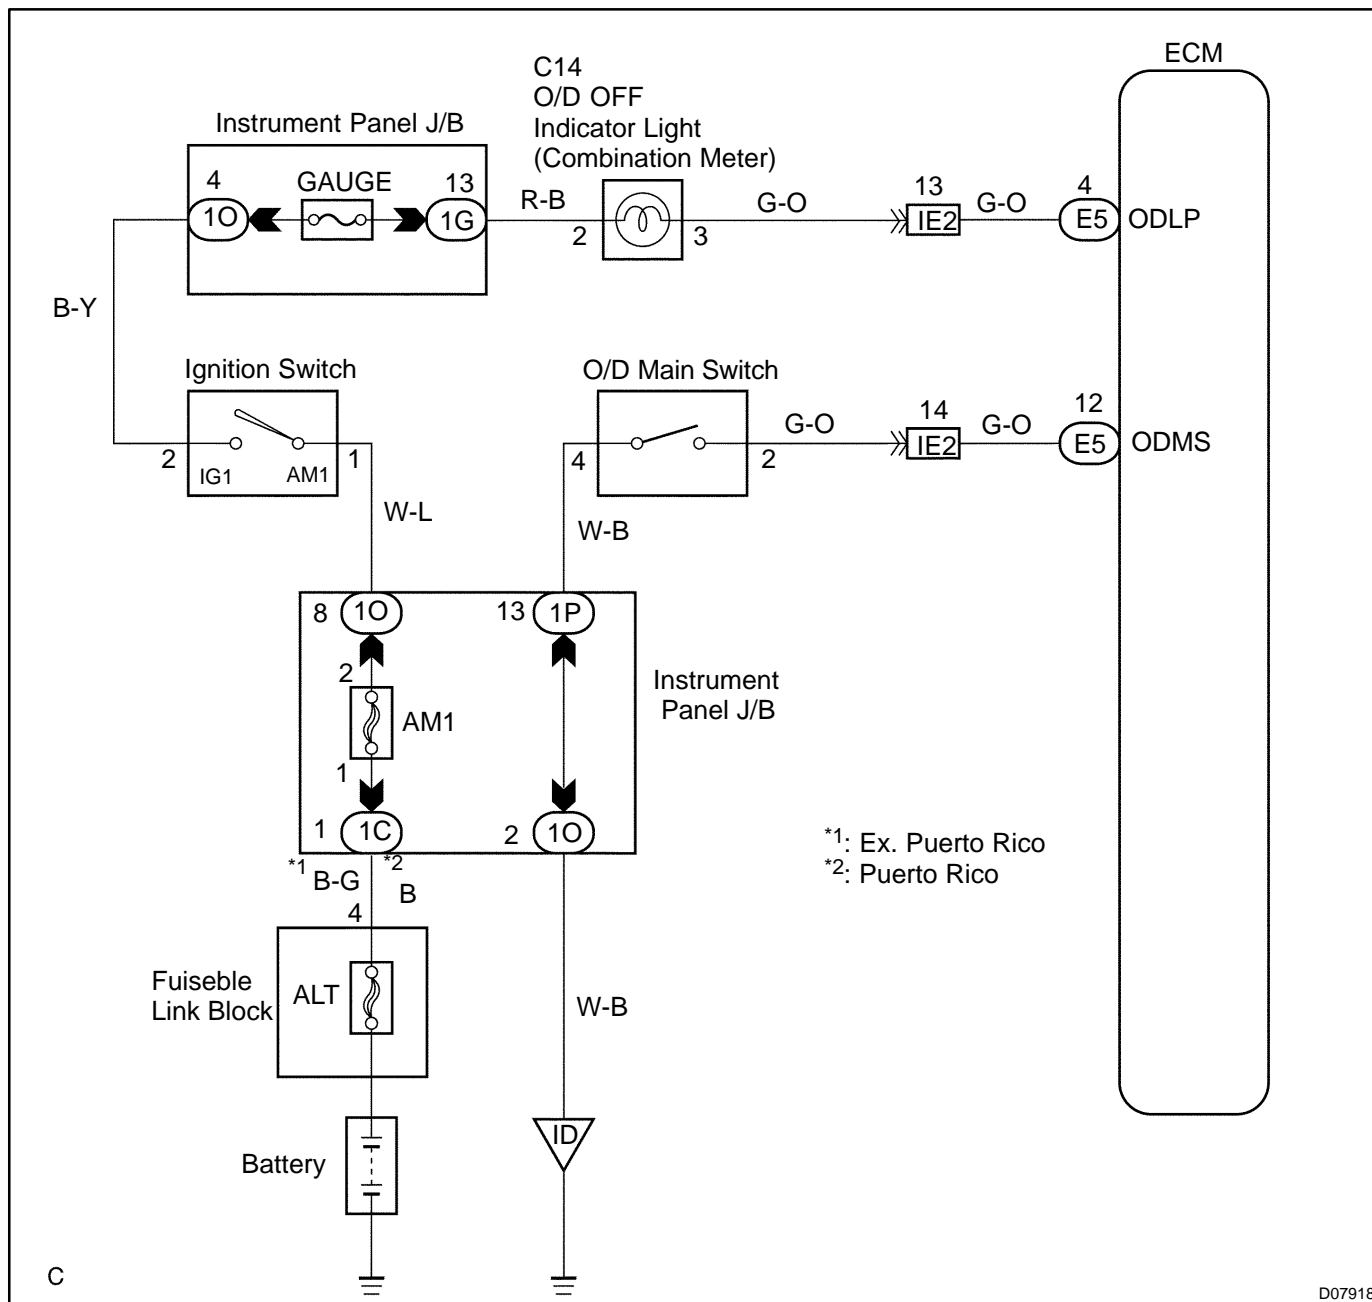 ECM
C14
O/D OFF
Indicator Light
(Combination Meter)
Instrument Panel J/B
4
GAUGE
13
1O
1G
R-B
2
3
G-O
13
IE2
G-O
4
E5
ODLP
B-Y
Ignition Switch
2
IG1
AM1
1
W-L
O/D Main Switch
4
2
G-O
14
IE2
G-O
12
E5
ODMS
W-B
8
1O
13
1P
2
AM1
1
Instrument
Panel J/B
1
1C
2
1O
*1
B-G
*2
B
*1: Ex. Puerto Rico
*2: Puerto Rico
4
Fuiseble
Link Block
ALT
W-B
Battery
ID
C
D07918